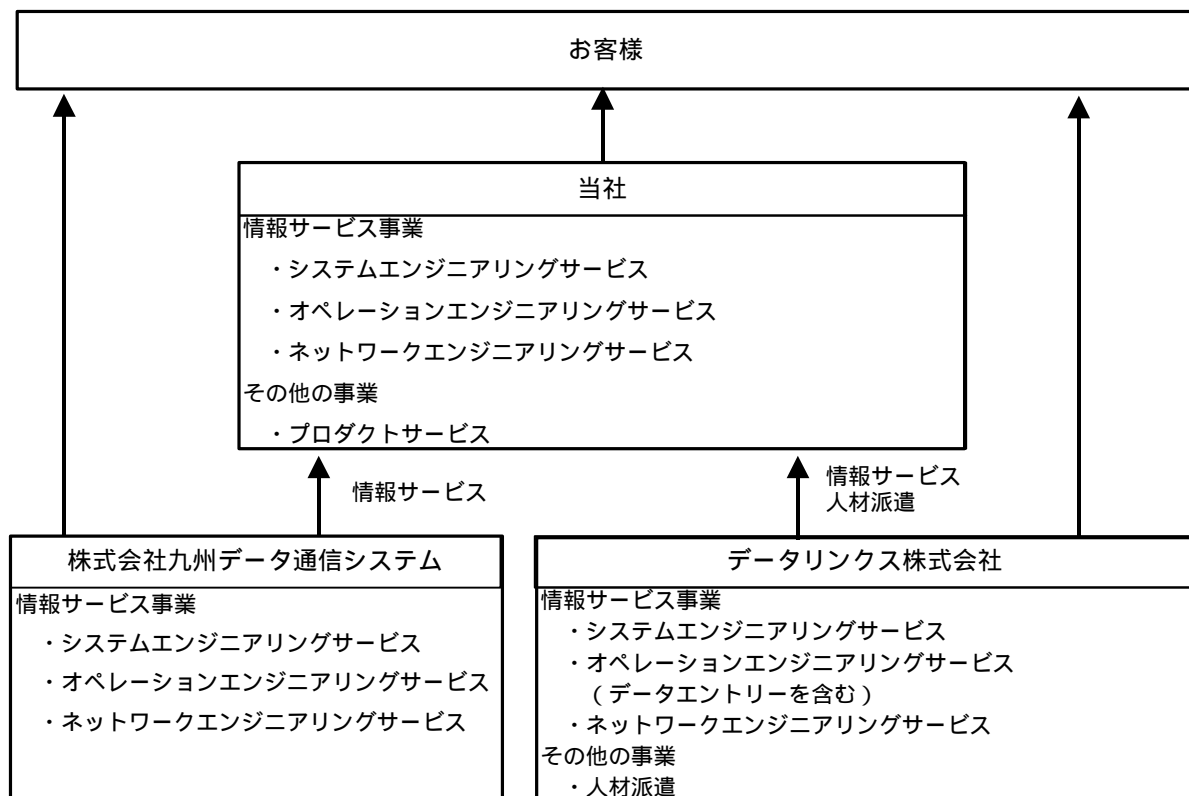 お客様
当社
情報サービス事業
・システムエンジニアリングサービス
・オペレーションエンジニアリングサービス
・ネットワークエンジニアリングサービス
その他の事業
・プロダクトサービス
情報サービス
情報サービス
人材派遣
株式会社九州データ通信システム
情報サービス事業
・システムエンジニアリングサービス
・オペレーションエンジニアリングサービス
・ネットワークエンジニアリングサービス
データリンクス株式会社
情報サービス事業
・システムエンジニアリングサービス
・オペレーションエンジニアリングサービス
(データエントリーを含む)
・ネットワークエンジニアリングサービス
その他の事業
・人材派遣